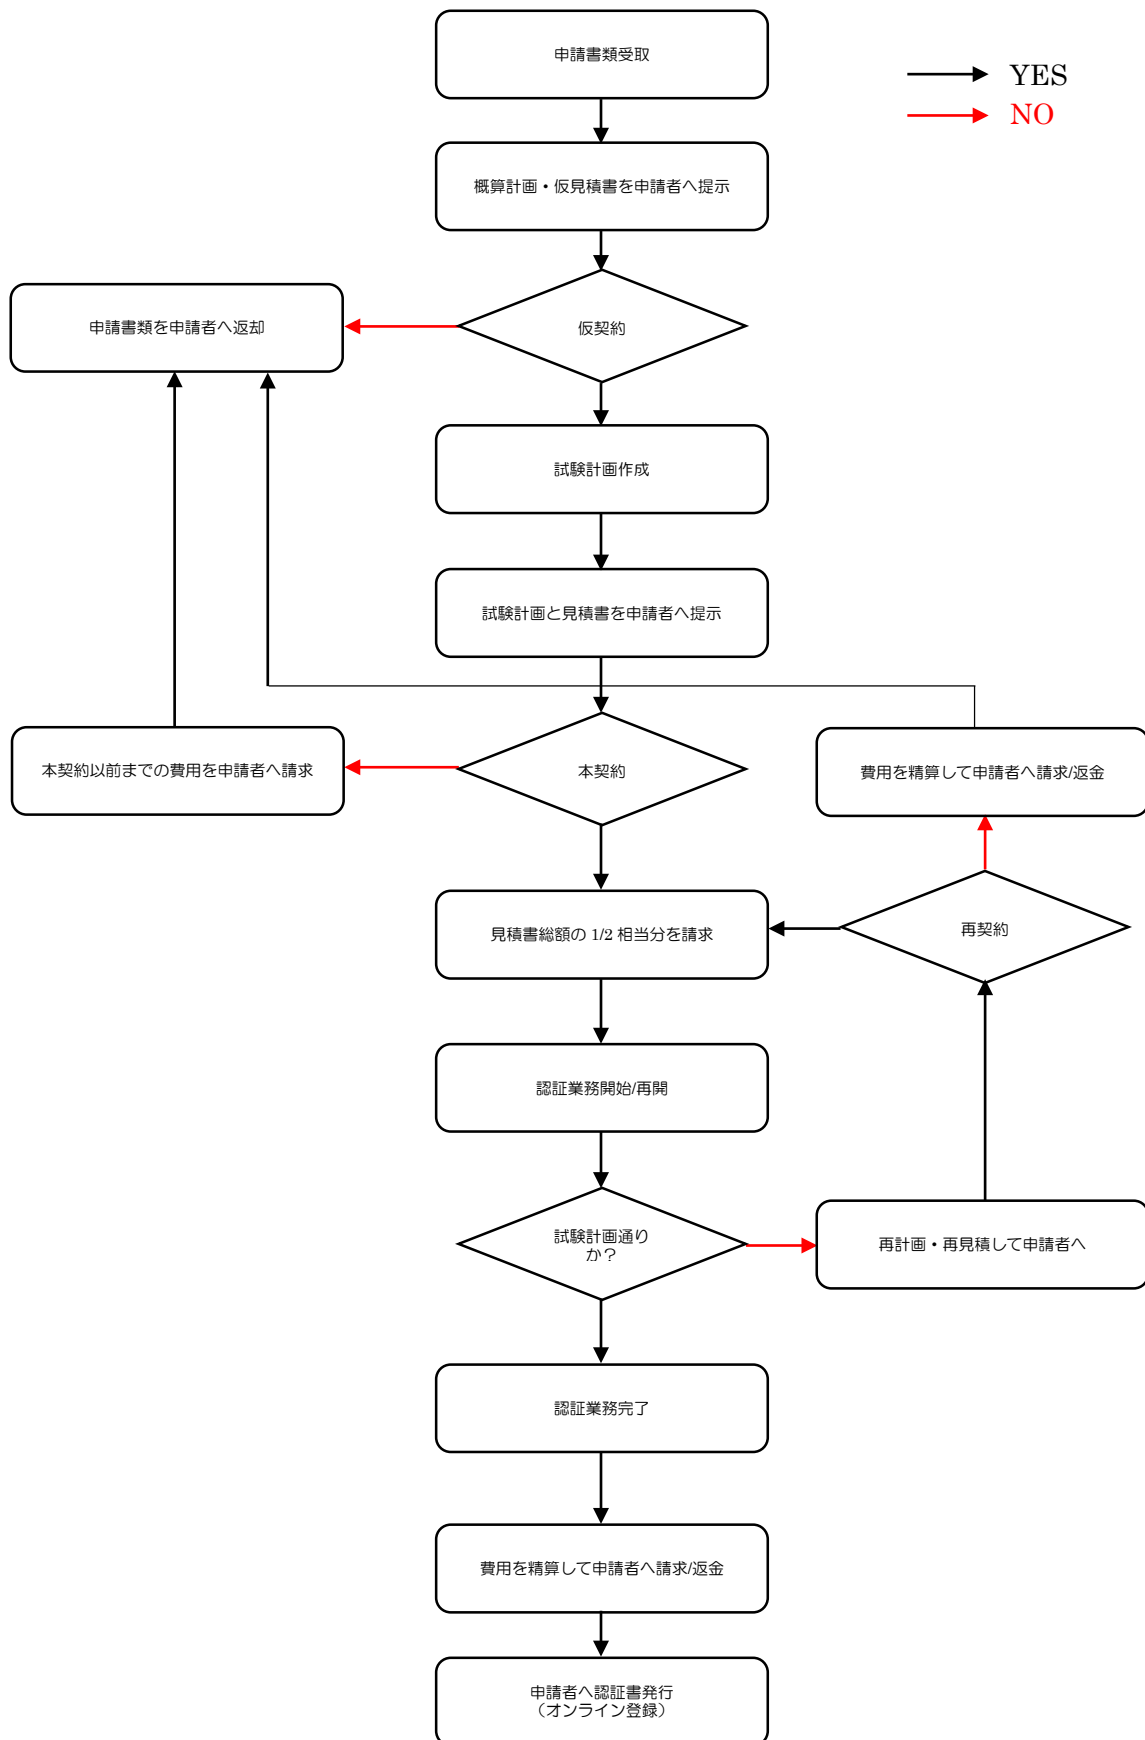 申請書類受取
YES
NO
概算計画・仮見積書を申請者へ提示
申請書類を申請者へ返却
仮契約
試験計画作成
試験計画と見積書を申請者へ提示
本契約以前までの費用を申請者へ請求
本契約
費用を精算して申請者へ請求/返金
見積書総額の 1/2 相当分を請求
再契約
認証業務開始/再開
試験計画通り
か？
再計画・再見積して申請者へ
認証業務完了
費用を精算して申請者へ請求/返金
申請者へ認証書発行
（オンライン登録）